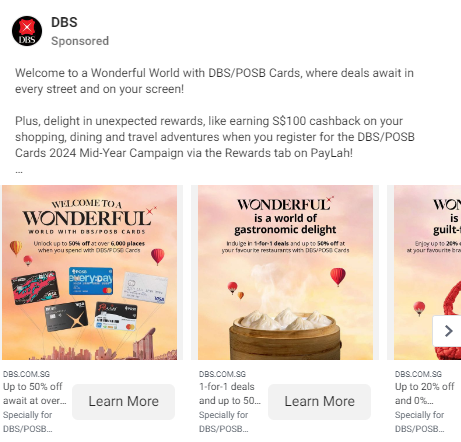 DBS
DBS
Sponsored
Welcome to a Wonderful World with DBS/POSB Cards, where deals await in
every street and on your screen!
Plus, delight in unexpected rewards, like earning S$100 cashback on your
shopping, dining and travel adventures when you register for the DBS/POSB
Cards 2024 Mid-Year Campaign via the Rewards tab on PayLah!
...
WELCOME TO A
WONDERFUL
WORLD WITH DBS/POSB CARDS
Unlock up to 50% off at over 6,000 places
when you spend with DBS/POSB Cards
POSB
everyday
WONDERFUL
is a world of
gastronomic delight
Indulge in 1-for-1 deals and up to 50% off at
your favourite restaurants with DBS/POSB Cards
WON
is
guilt-
Enjoy up to 20%
at your favourite bran
DBS.COM.SG
Up to 50% off
await at over...
Specially for
DBS/POSB...
Learn More
DBS.COM.SG
1-for-1 deals
and up to 50...
Specially for
DBS/POSB...
Learn More
DBS.COM.SG
Up to 20% off
and 0%...
Specially for
DBS/POSB...